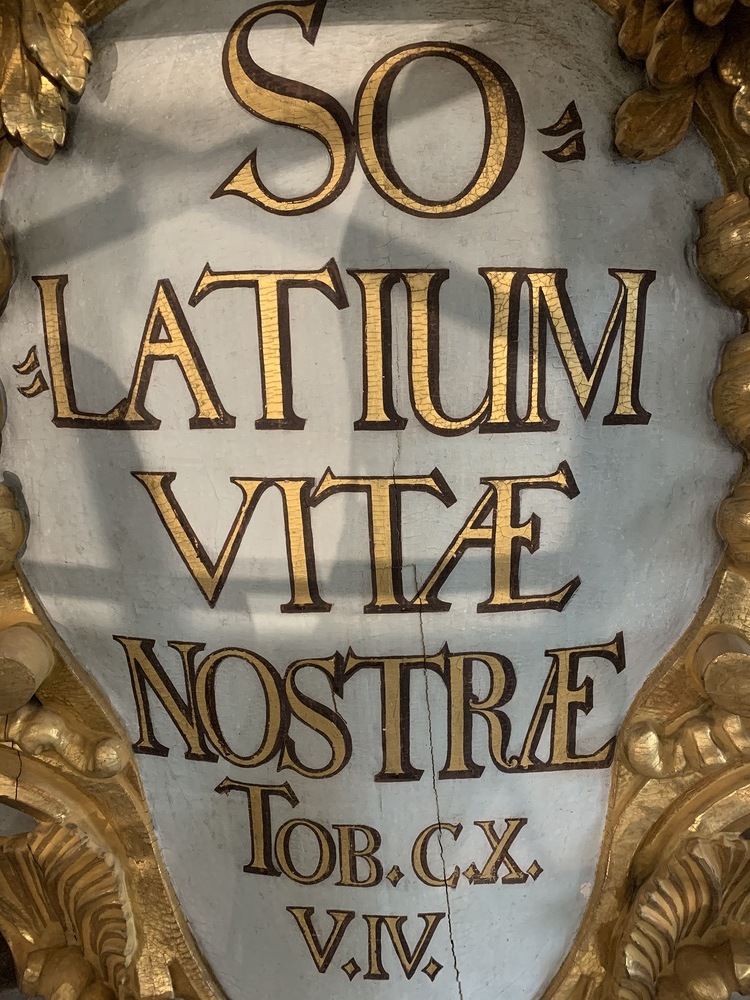 SO⸗
⸗LATIUM
VITÆ
NOSTRÆ
TOB. C.X.
V.IV.